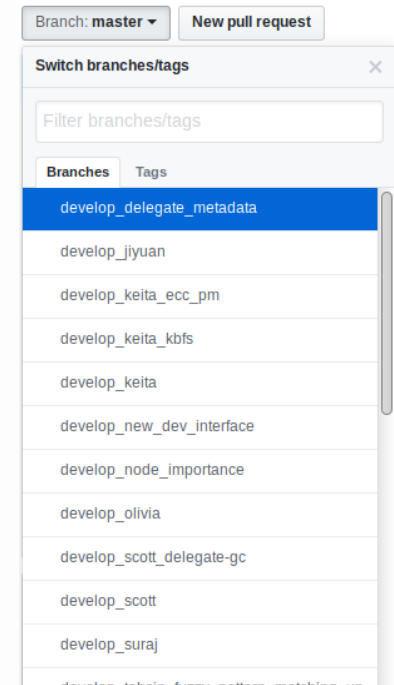 Branch: master New pull request
Switch branches/tags
Filter branches/tags
Branches Tags
develop_delegate_metadata
develop_jiyuan
develop_keita_ecc_pm
develop_keita_kbfs
develop_keita
develop_new_dev_interface
develop_node_importance
develop_olivia
develop_scott_delegate-gc
develop_scott
develop_suraj